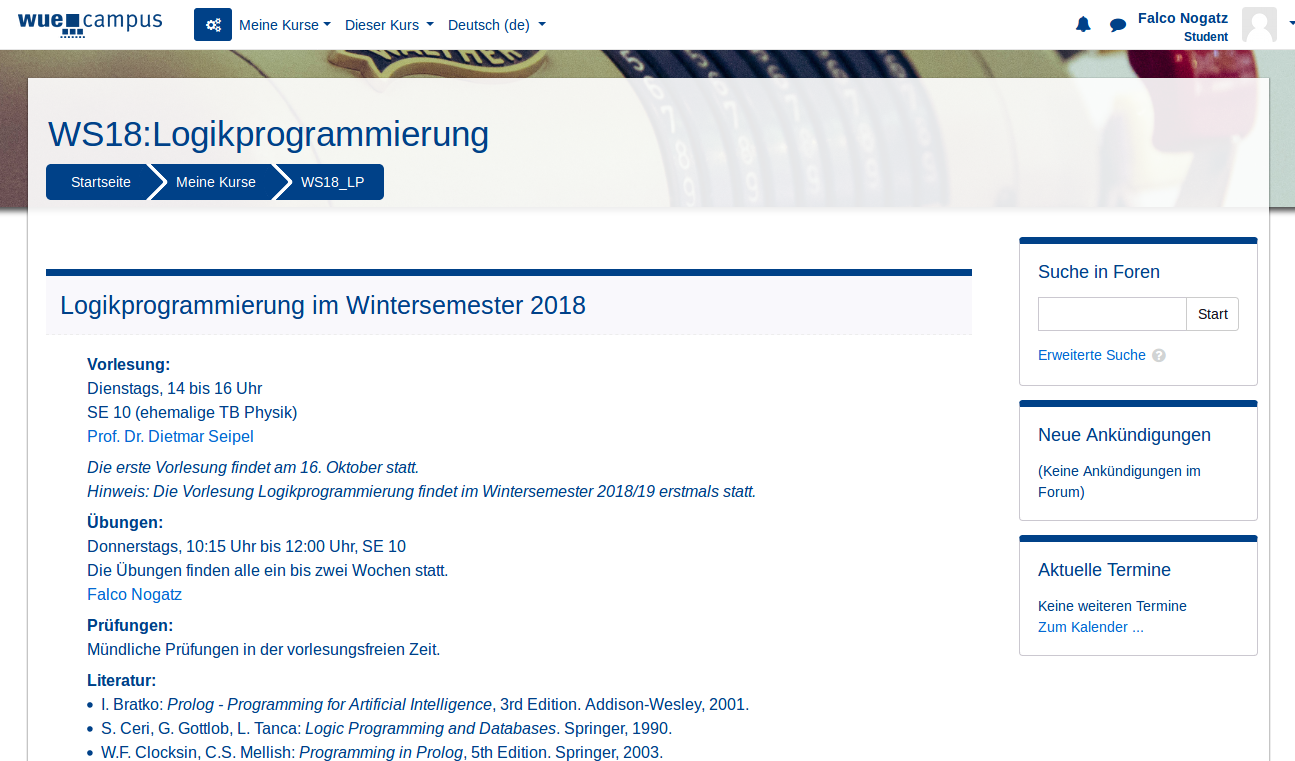 wuecampus
Meine Kurse
Dieser Kurs
Deutsch (de)
Falco Nogatz
Student
WALTHER
WS18:Logikprogrammierung
Startseite
Meine Kurse
WS18_LP
Logikprogrammierung im Wintersemester 2018
Vorlesung:
Dienstags, 14 bis 16 Uhr
SE 10 (ehemalige TB Physik)
Prof. Dr. Dietmar Seipel
Die erste Vorlesung findet am 16. Oktober statt.
Hinweis: Die Vorlesung Logikprogrammierung findet im Wintersemester 2018/19 erstmals statt.
Übungen:
Donnerstags, 10:15 Uhr bis 12:00 Uhr, SE 10
Die Übungen finden alle ein bis zwei Wochen statt.
Falco Nogatz
Prüfungen:
Mündliche Prüfungen in der vorlesungsfreien Zeit.
Literatur:
• I. Bratko: Prolog - Programming for Artificial Intelligence, 3rd Edition. Addison-Wesley, 2001.
• S. Ceri, G. Gottlob, L. Tanca: Logic Programming and Databases. Springer, 1990.
• W.F. Clocksin, C.S. Mellish: Programming in Prolog, 5th Edition. Springer, 2003.
Suche in Foren
Start
Erweiterte Suche ?
Neue Ankündigungen
(Keine Ankündigungen im
Forum)
Aktuelle Termine
Keine weiteren Termine
Zum Kalender ...